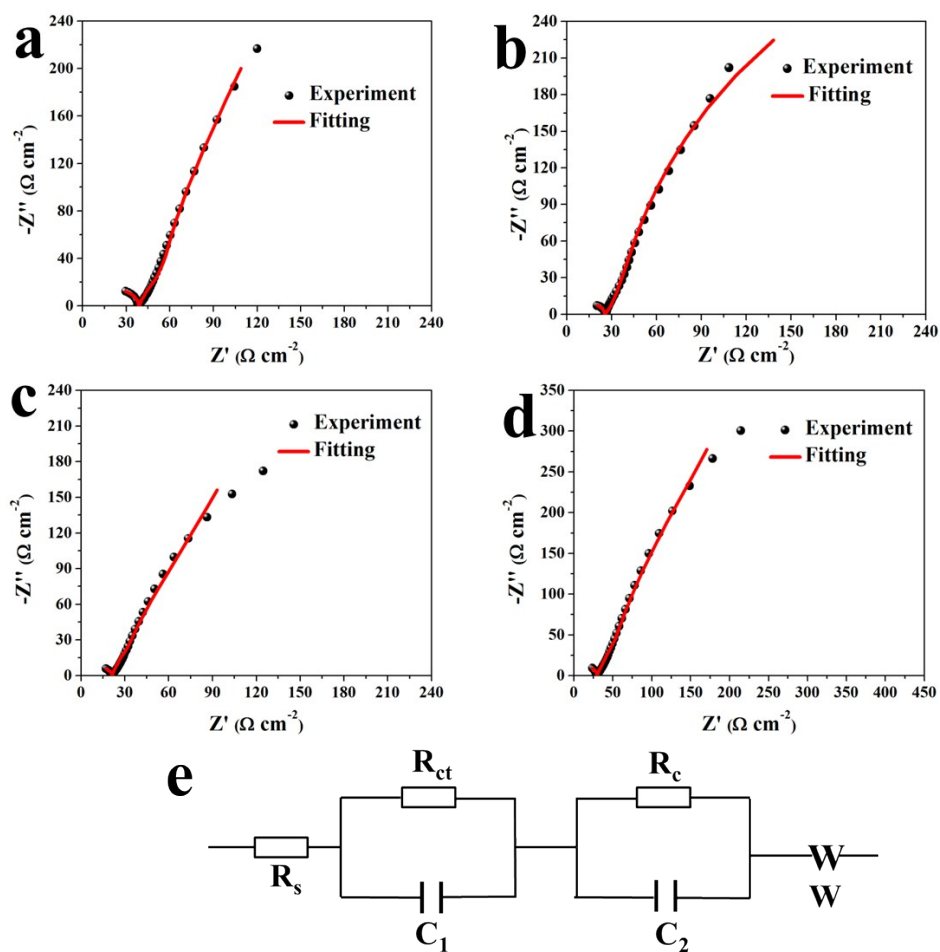 a
240
200
160
120
80
40
0
-Z'' (Ω cm⁻²)
Experiment
Fitting
0 30 60 90 120 150 180 210 240
Z' (Ω cm⁻²)
b
240
210
180
150
120
90
60
30
0
-Z'' (Ω cm⁻²)
Experiment
Fitting
0 30 60 90 120 150 180 210 240
Z' (Ω cm⁻²)
c
240
210
180
150
120
90
60
30
0
-Z'' (Ω cm⁻²)
Experiment
Fitting
0 30 60 90 120 150 180 210 240
Z' (Ω cm⁻²)
d
350
300
250
200
150
100
50
0
-Z'' (Ω cm⁻²)
Experiment
Fitting
0 50 100 150 200 250 300 350 400 450
Z' (Ω cm⁻²)
e
R_ct
R_c
R_s
W
W
C₁
C₂